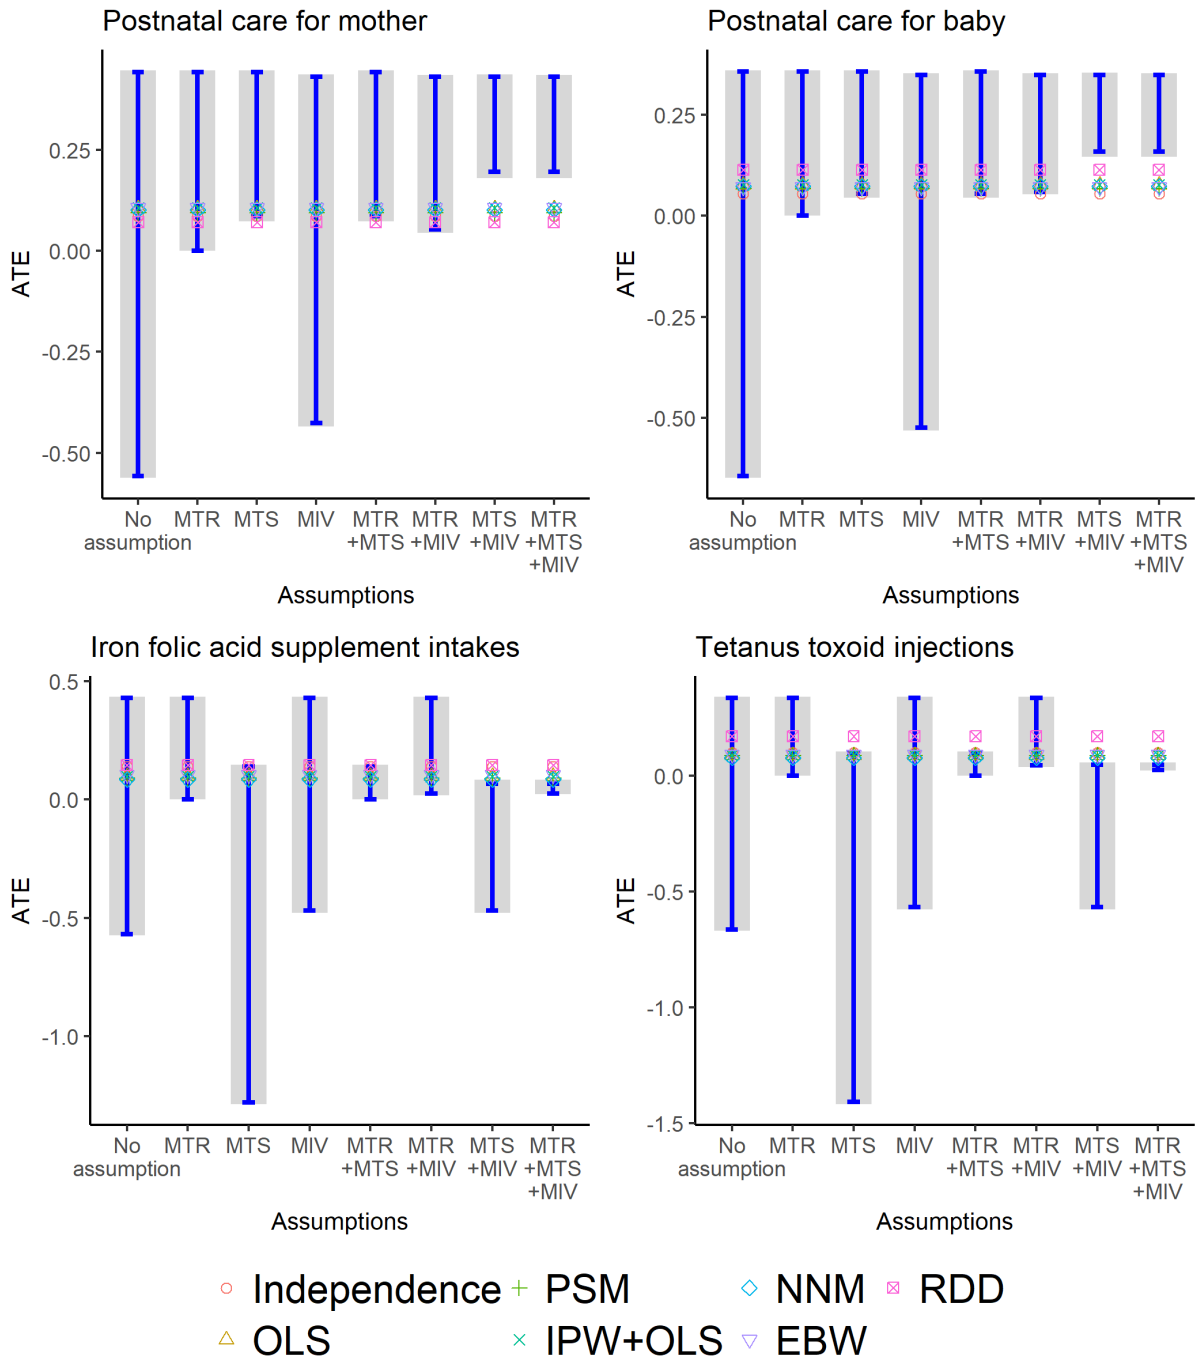 Postnatal care for mother
ATE
0.25
0.00
-0.25
-0.50
No assumption
MTR
MTS
MIV
MTR +MTS
MTR +MIV
MTS +MIV
MTR +MTS +MIV
Assumptions
Postnatal care for baby
ATE
0.25
0.00
-0.25
-0.50
No assumption
MTR
MTS
MIV
MTR +MTS
MTR +MIV
MTS +MIV
MTR +MTS +MIV
Assumptions
Iron folic acid supplement intakes
ATE
0.5
0.0
-0.5
-1.0
No assumption
MTR
MTS
MIV
MTR +MTS
MTR +MIV
MTS +MIV
MTR +MTS +MIV
Assumptions
Tetanus toxoid injections
ATE
0.0
-0.5
-1.0
-1.5
No assumption
MTR
MTS
MIV
MTR +MTS
MTR +MIV
MTS +MIV
MTR +MTS +MIV
Assumptions
Independence PSM NNM RDD
OLS IPW+OLS EBW